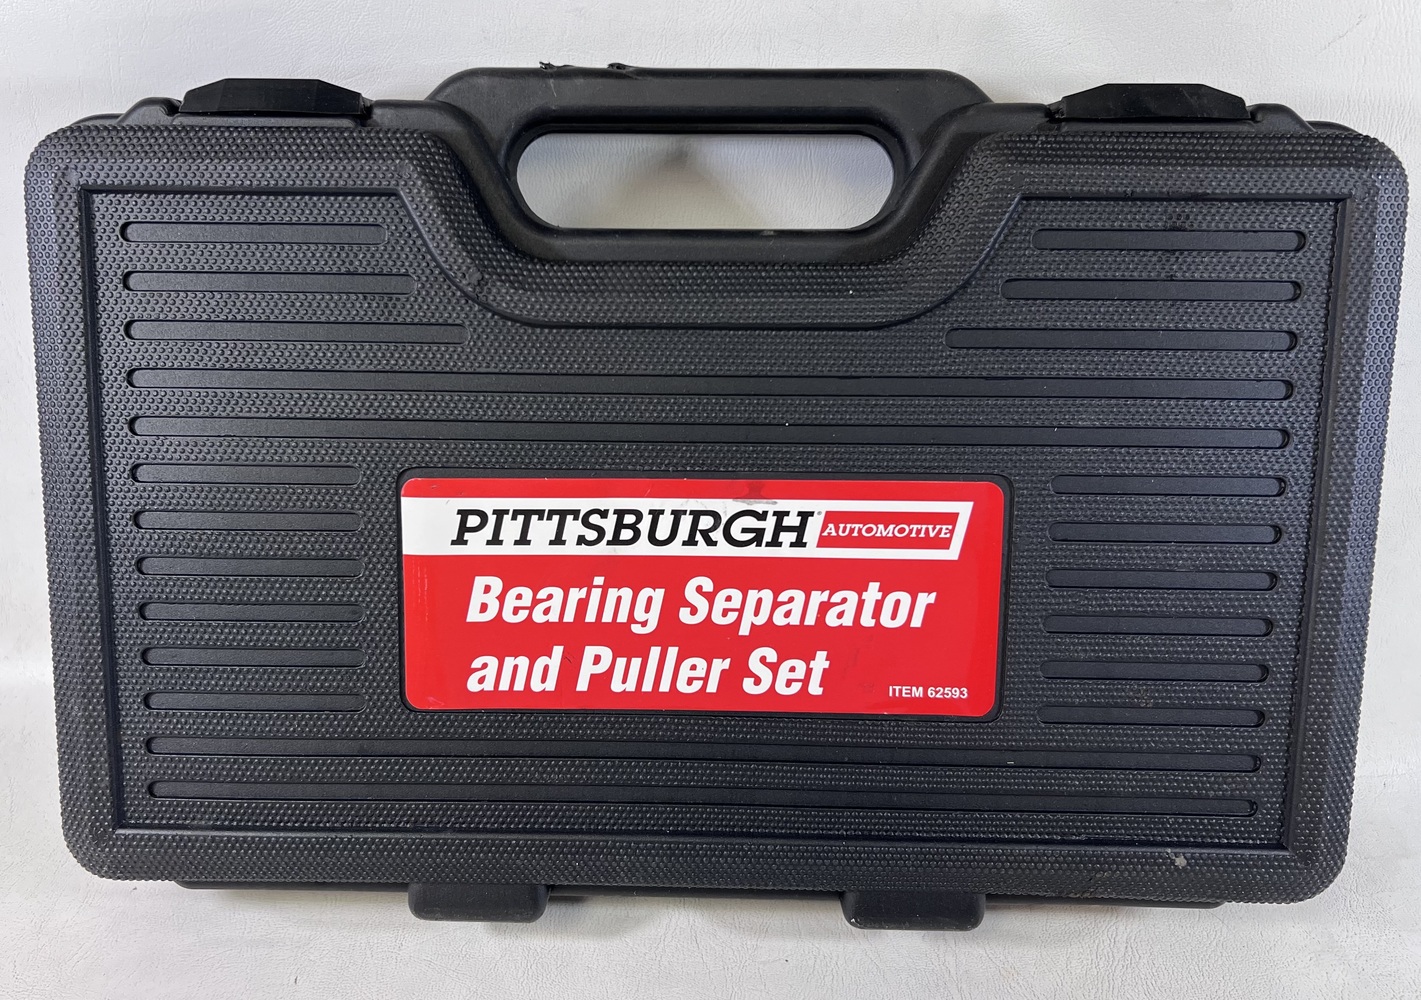 PITTSBURGH AUTOMOTIVE
Bearing Separator
and Puller Set
ITEM 62593